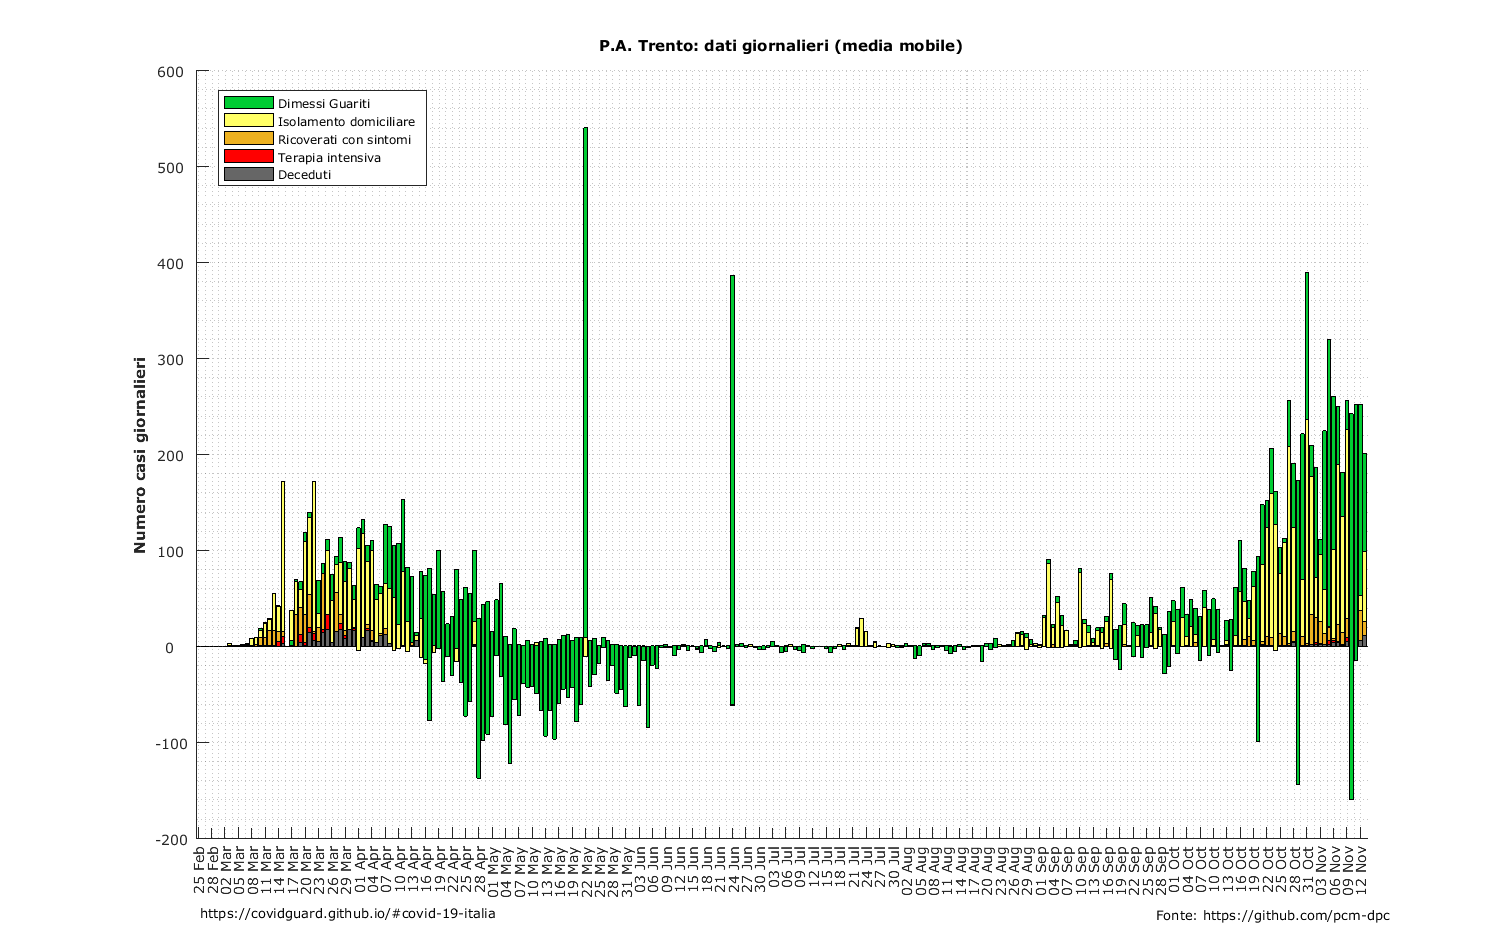 P.A. Trento: dati giornalieri (media mobile)
Numero casi giornalieri
600
500
400
300
200
100
0
-100
-200
Dimessi Guariti
Isolamento domiciliare
Ricoverati con sintomi
Terapia intensiva
Deceduti
25 Feb
28 Feb
02 Mar
05 Mar
08 Mar
11 Mar
14 Mar
17 Mar
20 Mar
23 Mar
26 Mar
29 Mar
01 Apr
04 Apr
07 Apr
10 Apr
13 Apr
16 Apr
19 Apr
22 Apr
25 Apr
28 Apr
01 May
04 May
07 May
10 May
13 May
16 May
19 May
22 May
25 May
28 May
31 May
03 Jun
06 Jun
09 Jun
12 Jun
15 Jun
18 Jun
21 Jun
24 Jun
27 Jun
30 Jun
03 Jul
06 Jul
09 Jul
12 Jul
15 Jul
18 Jul
21 Jul
24 Jul
27 Jul
30 Jul
02 Aug
05 Aug
08 Aug
11 Aug
14 Aug
17 Aug
20 Aug
23 Aug
26 Aug
29 Aug
01 Sep
04 Sep
07 Sep
10 Sep
13 Sep
16 Sep
19 Sep
22 Sep
25 Sep
28 Sep
01 Oct
04 Oct
07 Oct
10 Oct
13 Oct
16 Oct
19 Oct
22 Oct
25 Oct
28 Oct
31 Oct
03 Nov
06 Nov
09 Nov
12 Nov
https://covidguard.github.io/#covid-19-italia
Fonte: https://github.com/pcm-dpc